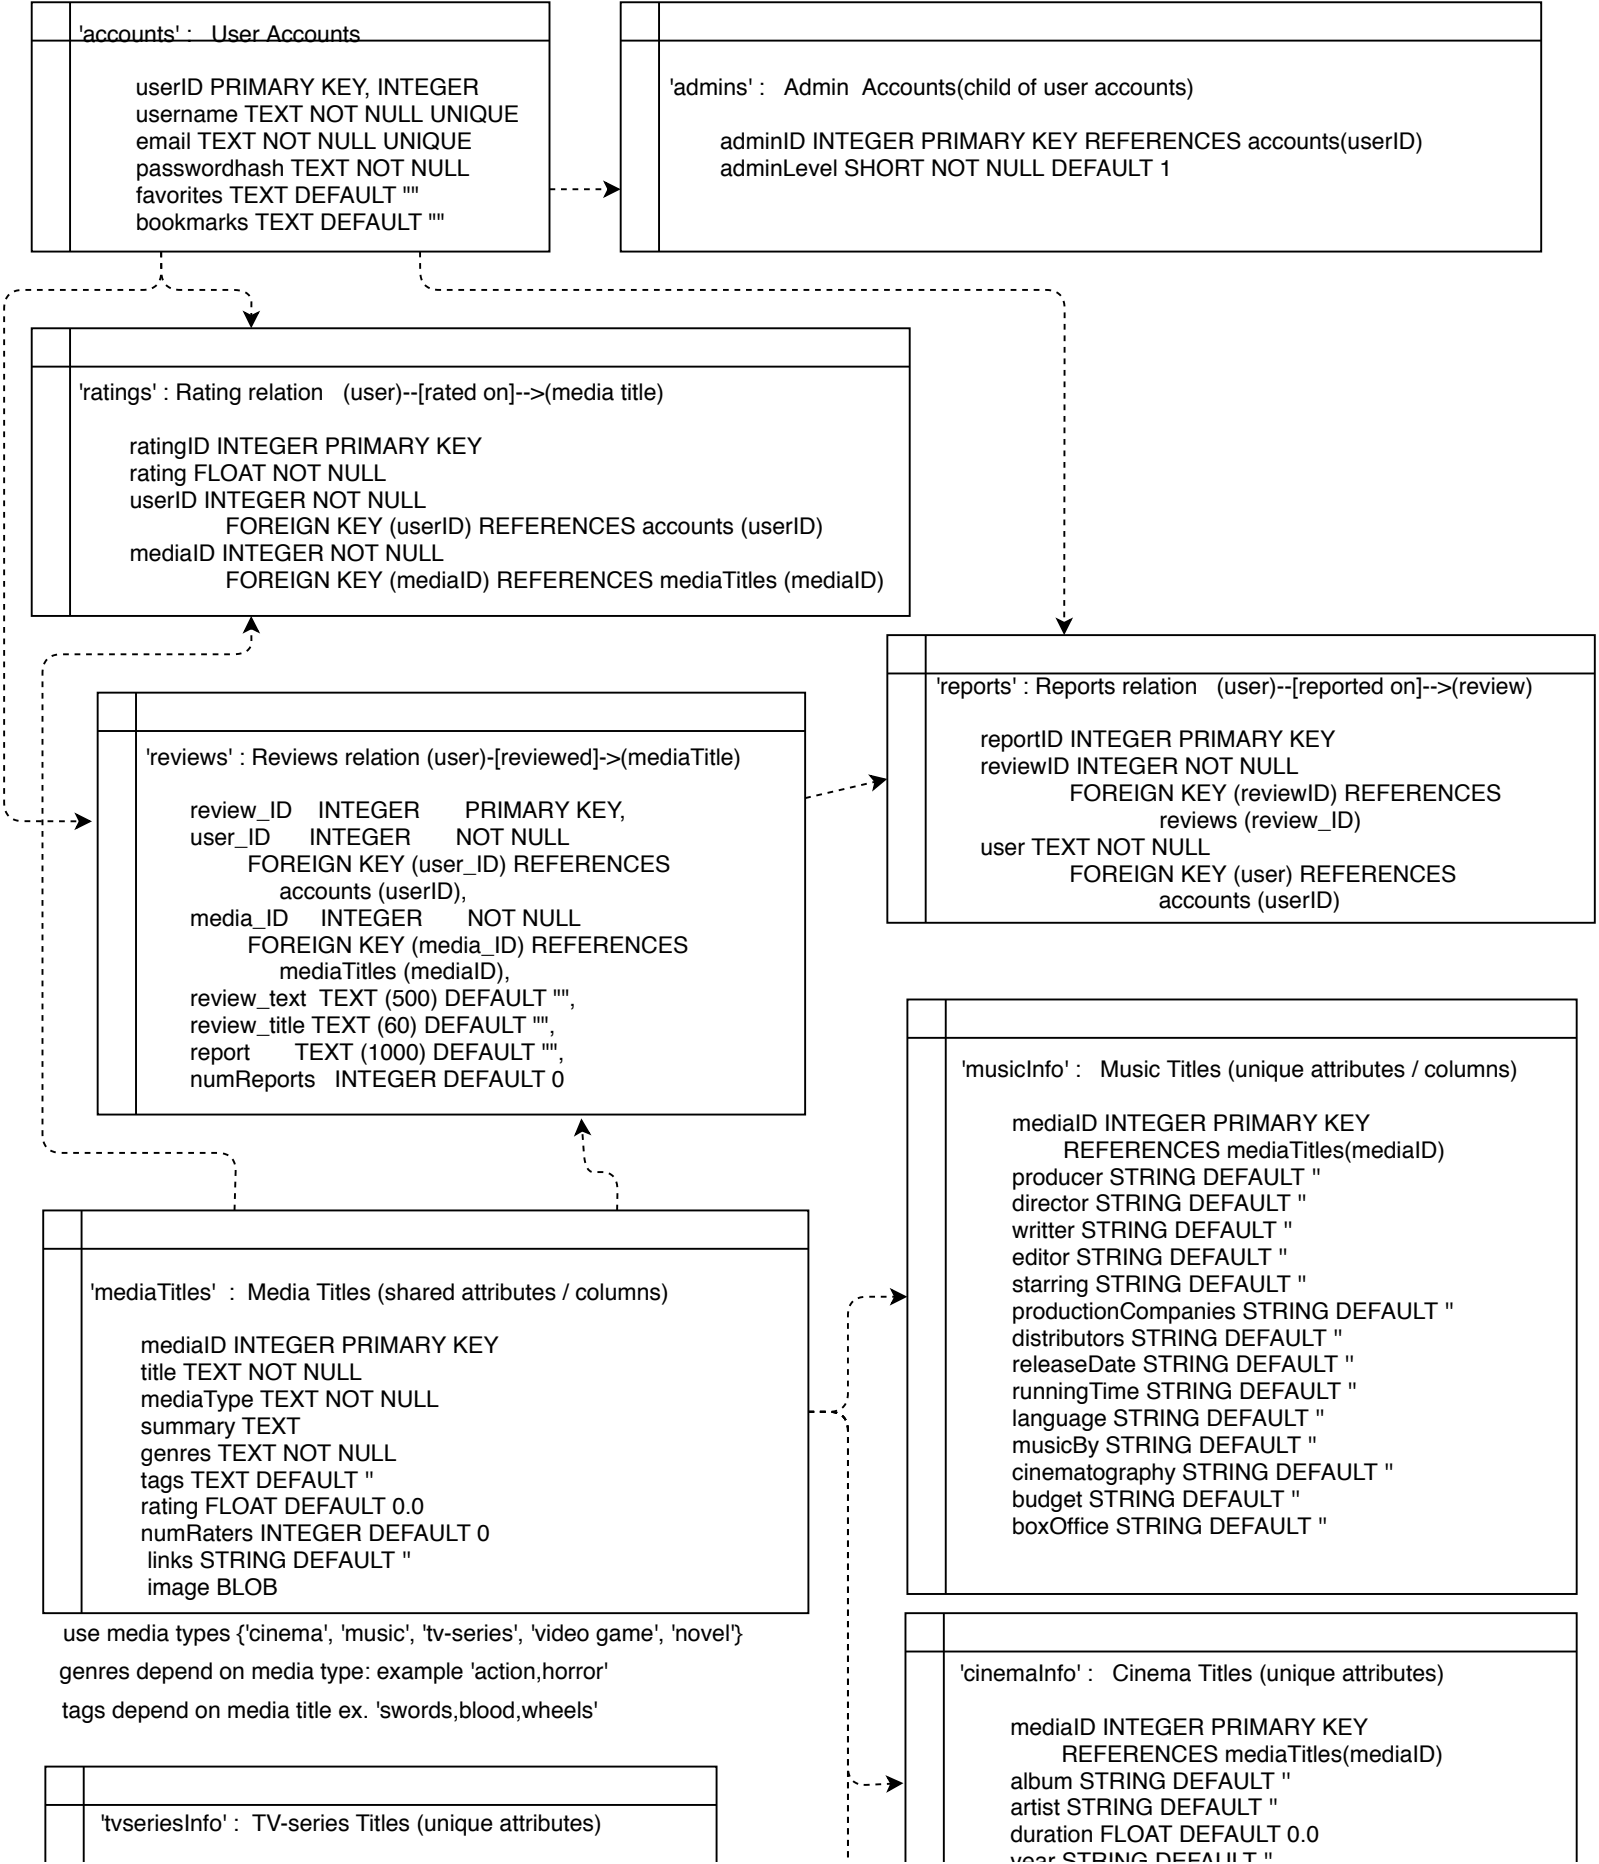 'accounts' : User Accounts
userID PRIMARY KEY, INTEGER
username TEXT NOT NULL UNIQUE
email TEXT NOT NULL UNIQUE
passwordhash TEXT NOT NULL
favorites TEXT DEFAULT ""
bookmarks TEXT DEFAULT ""
'admins' : Admin Accounts(child of user accounts)
adminID INTEGER PRIMARY KEY REFERENCES accounts(userID)
adminLevel SHORT NOT NULL DEFAULT 1
'ratings' : Rating relation (user)--[rated on]-->(media title)
ratingID INTEGER PRIMARY KEY
rating FLOAT NOT NULL
userID INTEGER NOT NULL
FOREIGN KEY (userID) REFERENCES accounts (userID)
mediaID INTEGER NOT NULL
FOREIGN KEY (mediaID) REFERENCES mediaTitles (mediaID)
'reports' : Reports relation (user)--[reported on]-->(review)
reportID INTEGER PRIMARY KEY
reviewID INTEGER NOT NULL
FOREIGN KEY (reviewID) REFERENCES
reviews (review_ID)
user TEXT NOT NULL
FOREIGN KEY (user) REFERENCES
accounts (userID)
'reviews' : Reviews relation (user)-[reviewed]->(mediaTitle)
review_ID INTEGER PRIMARY KEY,
user_ID INTEGER NOT NULL
FOREIGN KEY (user_ID) REFERENCES
accounts (userID),
media_ID INTEGER NOT NULL
FOREIGN KEY (media_ID) REFERENCES
mediaTitles (mediaID),
review_text TEXT (500) DEFAULT "",
review_title TEXT (60) DEFAULT "",
report TEXT (1000) DEFAULT "",
numReports INTEGER DEFAULT 0
'musicInfo' : Music Titles (unique attributes / columns)
mediaID INTEGER PRIMARY KEY
REFERENCES mediaTitles(mediaID)
producer STRING DEFAULT ''
director STRING DEFAULT ''
writter STRING DEFAULT ''
editor STRING DEFAULT ''
starring STRING DEFAULT ''
productionCompanies STRING DEFAULT ''
distributors STRING DEFAULT ''
releaseDate STRING DEFAULT ''
runningTime STRING DEFAULT ''
language STRING DEFAULT ''
musicBy STRING DEFAULT ''
cinematography STRING DEFAULT ''
budget STRING DEFAULT ''
boxOffice STRING DEFAULT ''
'mediaTitles' : Media Titles (shared attributes / columns)
mediaID INTEGER PRIMARY KEY
title TEXT NOT NULL
mediaType TEXT NOT NULL
summary TEXT
genres TEXT NOT NULL
tags TEXT DEFAULT ''
rating FLOAT DEFAULT 0.0
numRaters INTEGER DEFAULT 0
links STRING DEFAULT ''
image BLOB
use media types {'cinema', 'music', 'tv-series', 'video game', 'novel'}
genres depend on media type: example 'action,horror'
tags depend on media title ex. 'swords,blood,wheels'
'cinemaInfo' : Cinema Titles (unique attributes)
mediaID INTEGER PRIMARY KEY
REFERENCES mediaTitles(mediaID)
album STRING DEFAULT ''
artist STRING DEFAULT ''
duration FLOAT DEFAULT 0.0
year STRING DEFAULT ''
'tvseriesInfo' : TV-series Titles (unique attributes)